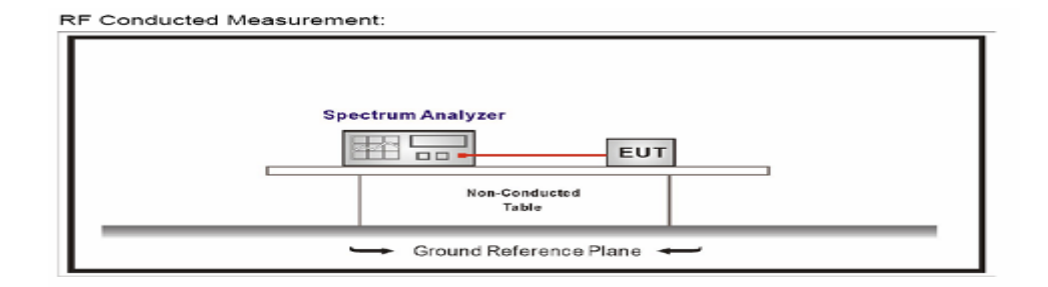 RF Conducted Measurement:
Spectrum Analyzer
EUT
Non-Conducted
Table
Ground Reference Plane